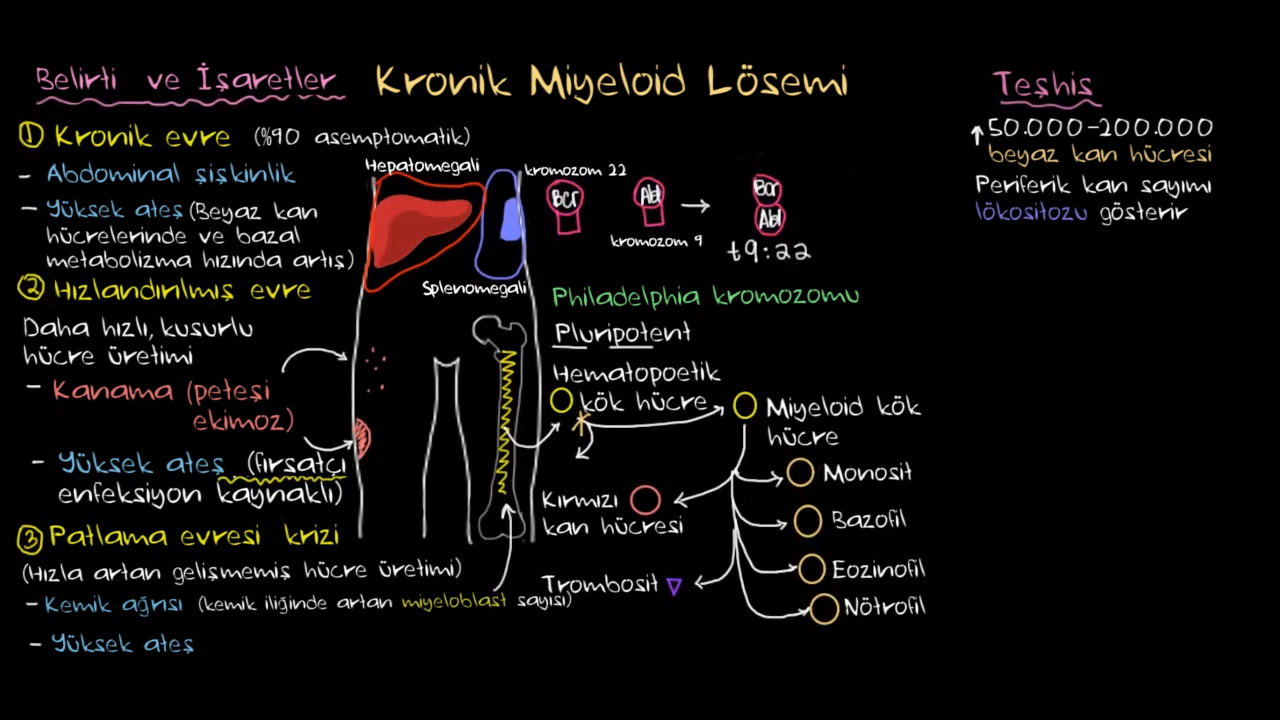 Belirti ve İşaretler
Kronik Miyeloid Lösemi
Teşhis
① Kronik evre (%90 asemptomatik)
- Abdominal şişkinlik
- Yüksek ateş (Beyaz kan
hücrelerinde ve bazal
metabolizma hızında artış)
② Hızlandırılmış evre
Daha hızlı, kusurlu
hücre üretimi
- Kanama (peteşi
ekimoz)
- Yüksek ateş (fırsatçı
enfeksiyon kaynaklı)
③ Patlama evresi krizi
(Hızla artan gelişmemiş hücre üretimi)
- Kemik ağrısı (kemik iliğinde artan miyeloblast sayısı)
- Yüksek ateş
Hepatomegali
Splenomegali
kromozom 22
Bcr
Abl
kromozom 9
Bcr
Abl
t9:22
Philadelphia kromozomu
Pluripotent
Hematopoetik
kök hücre
Miyeloid kök
hücre
Monosit
Bazofil
Eozinofil
Nötrofil
Kırmızı
kan hücresi
Trombosit
↑50.000-200.000
beyaz kan hücresi
Periferik kan sayımı
lökositozu gösterir